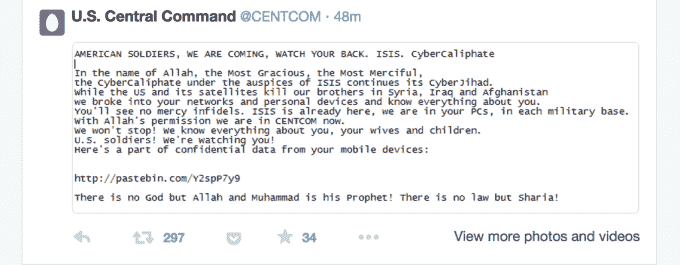 U.S. Central Command @CENTCOM · 48m
AMERICAN SOLDIERS, WE ARE COMING, WATCH YOUR BACK. ISIS. CyberCaliphate
In the name of Allah, the Most Gracious, the Most Merciful,
the CyberCaliphate under the auspices of ISIS continues its CyberJihad.
While the US and its satellites kill our brothers in Syria, Iraq and Afghanistan
we broke into your networks and personal devices and know everything about you.
You'll see no mercy infidels. ISIS is already here, we are in your PCs, in each military base.
With Allah's permission we are in CENTCOM now.
We won't stop! We know everything about you, your wives and children.
U.S. soldiers! We're watching you!
Here's a part of confidential data from your mobile devices:
http://pastebin.com/Y2spP7y9
There is no God but Allah and Muhammad is his Prophet! There is no law but Sharia!
297 34 View more photos and videos